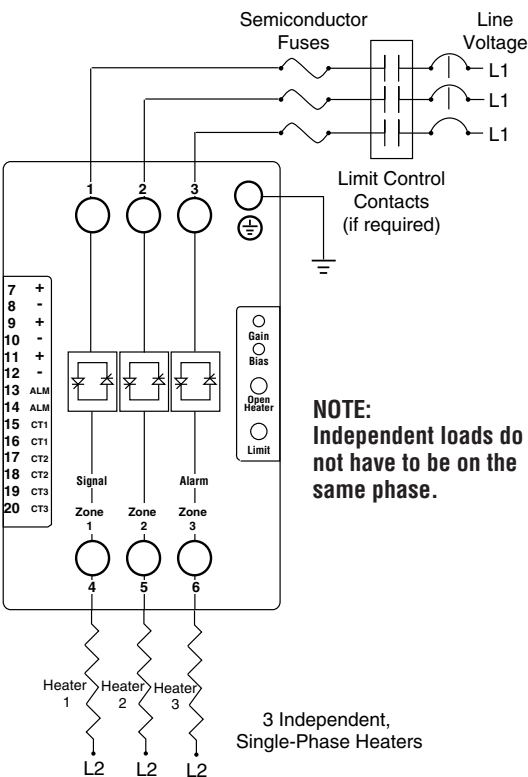 Semiconductor
Fuses
Line
Voltage
L1
L1
L1
Limit Control
Contacts
(if required)
1 2 3
7 +
8 -
9 +
10 -
11 +
12 -
13 ALM
14 ALM
15 CT1
16 CT1
17 CT2
18 CT2
19 CT3
20 CT3
Gain
Bias
Open
Heater
Limit
NOTE:
Independent loads do
not have to be on the
same phase.
Signal Alarm
Zone Zone Zone
1 2 3
4 5 6
Heater Heater Heater
1 2 3
3 Independent,
Single-Phase Heaters
L2 L2 L2